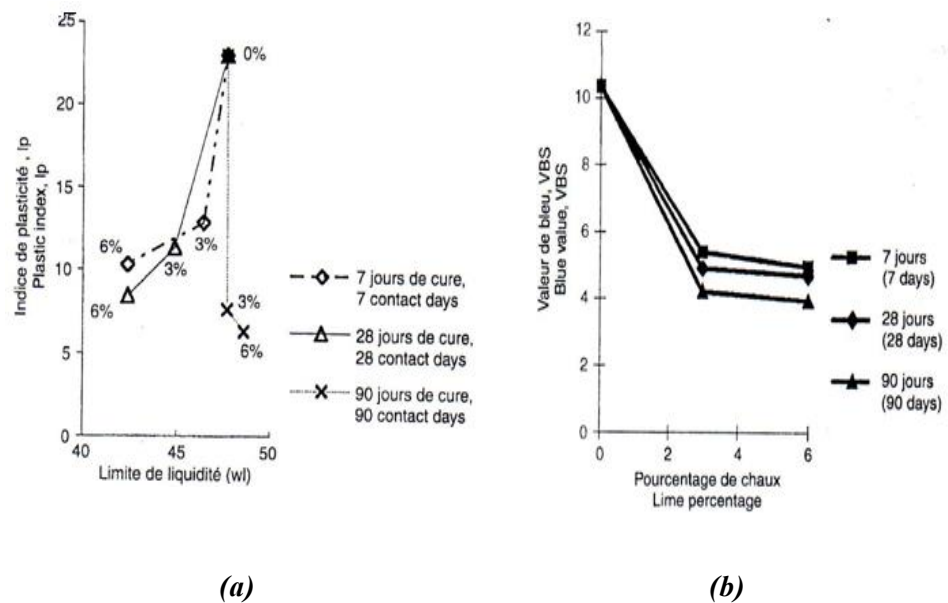 25
20
15
10
5
0
40
45
50
Indice de plasticité , Ip
Plastic index, Ip
0%
6%
3%
3%
6%
3%
6%
Limite de liquidité (wl)
7 jours de cure,
7 contact days
28 jours de cure,
28 contact days
90 jours de cure,
90 contact days
12
10
8
6
4
2
0
0
2
4
6
Valeur de bleu, VBS
Blue value, VBS
Pourcentage de chaux
Lime percentage
7 jours
(7 days)
28 jours
(28 days)
90 jours
(90 days)
(a)
(b)